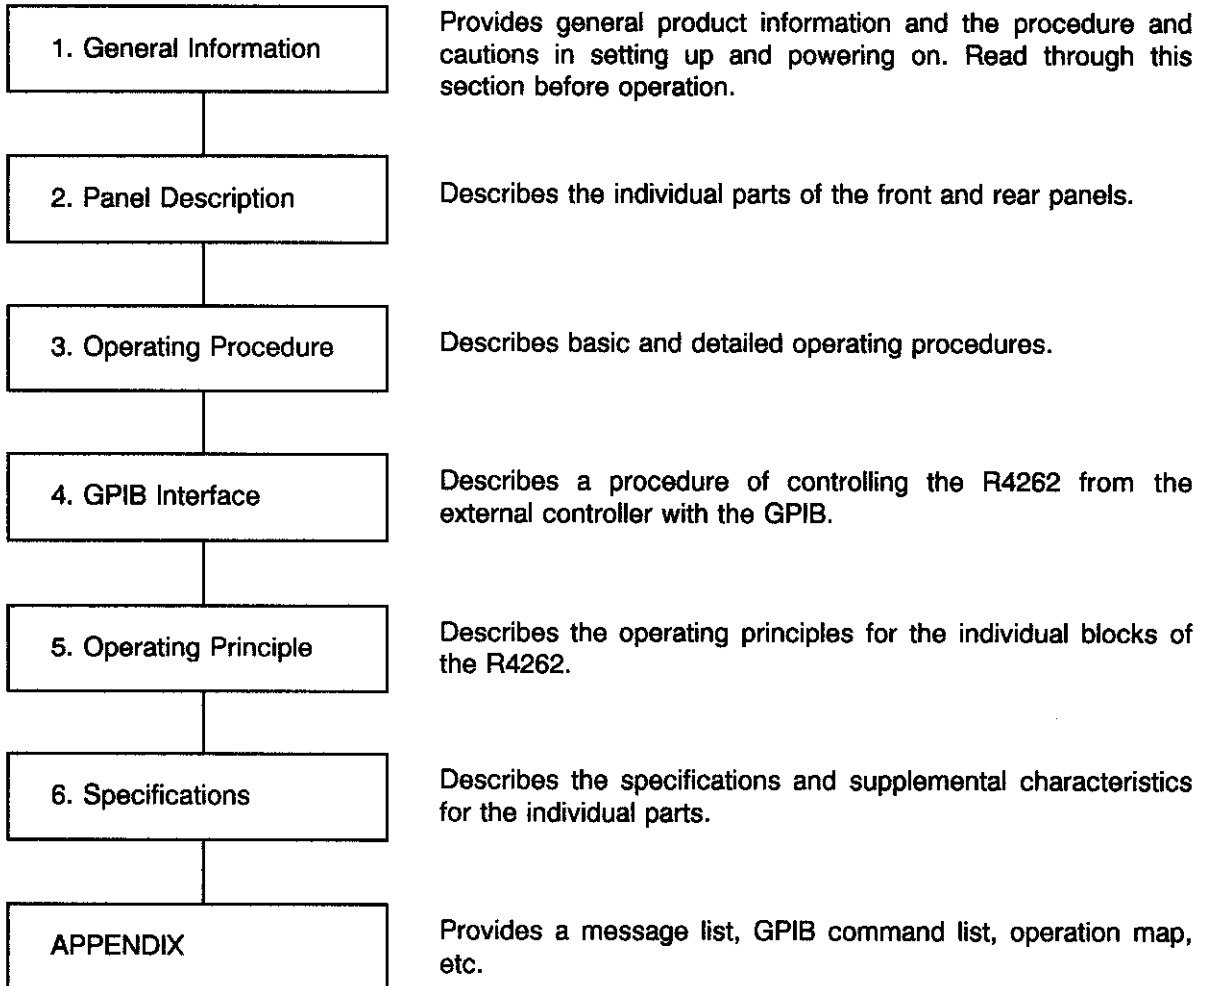 1. General Information
Provides general product information and the procedure and
cautions in setting up and powering on. Read through this
section before operation.
2. Panel Description
Describes the individual parts of the front and rear panels.
3. Operating Procedure
Describes basic and detailed operating procedures.
4. GPIB Interface
Describes a procedure of controlling the R4262 from the
external controller with the GPIB.
5. Operating Principle
Describes the operating principles for the individual blocks of
the R4262.
6. Specifications
Describes the specifications and supplemental characteristics
for the individual parts.
APPENDIX
Provides a message list, GPIB command list, operation map,
etc.